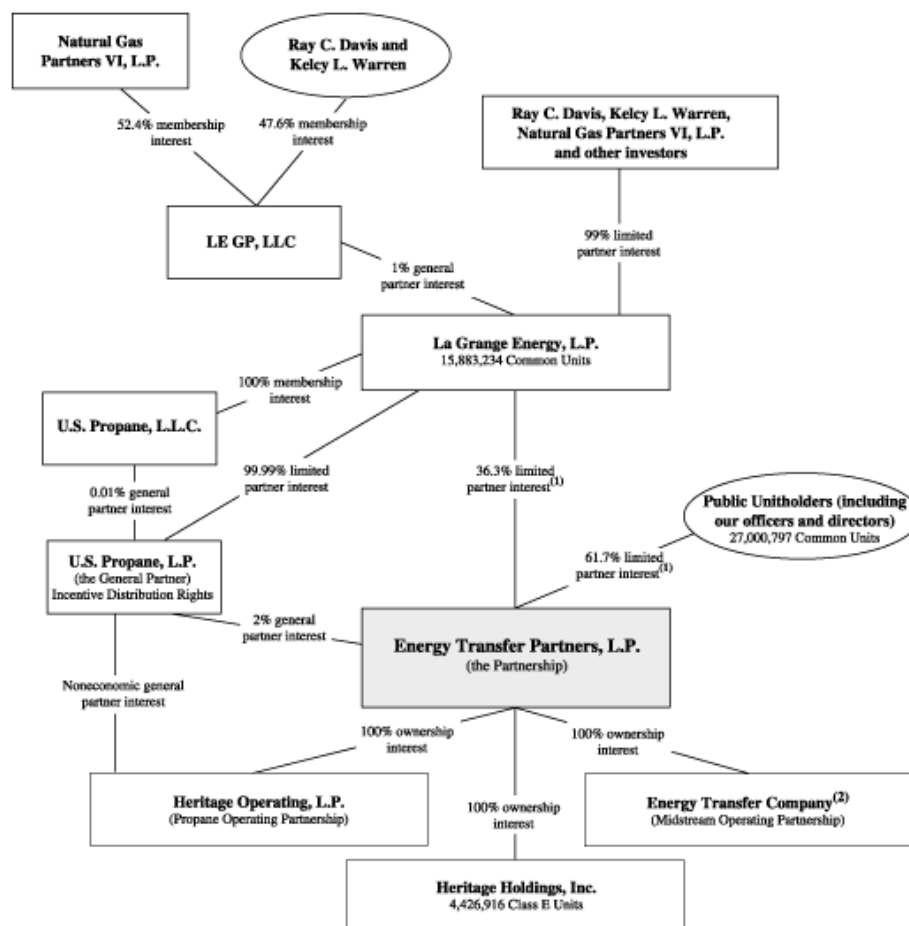 Natural Gas
Partners VI, L.P.
Ray C. Davis and
Kelcy L. Warren
52.4% membership
interest
47.6% membership
interest
Ray C. Davis, Kelcy L. Warren,
Natural Gas Partners VI, L.P.
and other investors
LE GP, LLC
99% limited
partner interest
1% general
partner interest
La Grange Energy, L.P.
15,883,234 Common Units
100% membership
interest
U.S. Propane, L.L.C.
99.99% limited
partner interest
36.3% limited
partner interest(1)
0.01% general
partner interest
Public Unitholders (including
our officers and directors)
27,000,797 Common Units
61.7% limited
partner interest(1)
U.S. Propane, L.P.
(the General Partner)
Incentive Distribution Rights
2% general
partner interest
Energy Transfer Partners, L.P.
(the Partnership)
Noneconomic general
partner interest
100% ownership
interest
100% ownership
interest
100% ownership
interest
Heritage Operating, L.P.
(Propane Operating Partnership)
Energy Transfer Company(2)
(Midstream Operating Partnership)
Heritage Holdings, Inc.
4,426,916 Class E Units